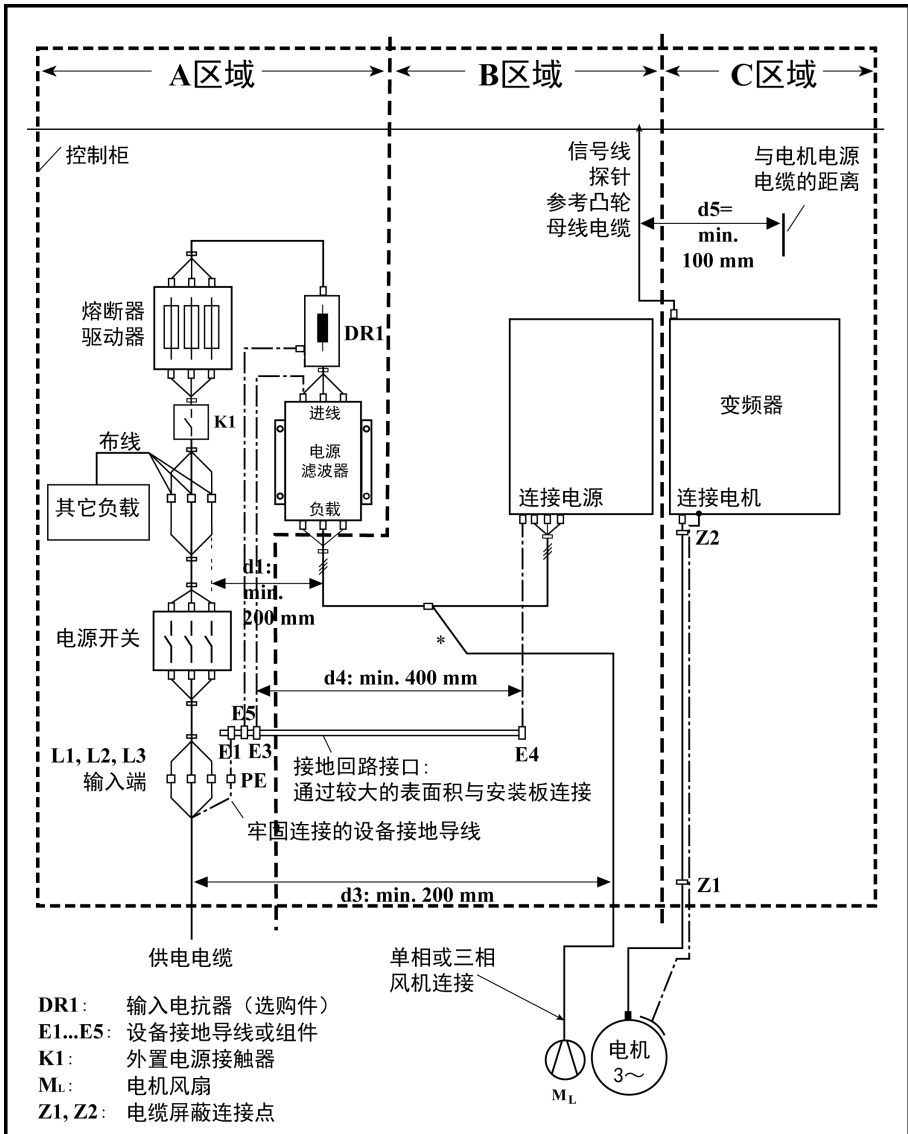 A区域
B区域
C区域
控制柜
信号线
探针
参考凸轮
母线电缆
与电机电源
电缆的距离
d5=
min.
100 mm
熔断器
驱动器
DR1
K1
进线
电源
滤波器
负载
变频器
布线
其它负载
连接电源
连接电机
Z2
d1:
min.
200 mm
电源开关
*
d4: min. 400 mm
E5
E1
E3
E4
L1, L2, L3
输入端
PE
接地回路接口:
通过较大的表面积与安装板连接
牢固连接的设备接地导线
Z1
d3: min. 200 mm
供电电缆
单相或三相
风机连接
DR1: 输入电抗器（选购件）
E1...E5: 设备接地导线或组件
K1: 外置电源接触器
ML: 电机风扇
Z1, Z2: 电缆屏蔽连接点
ML
电机
3～